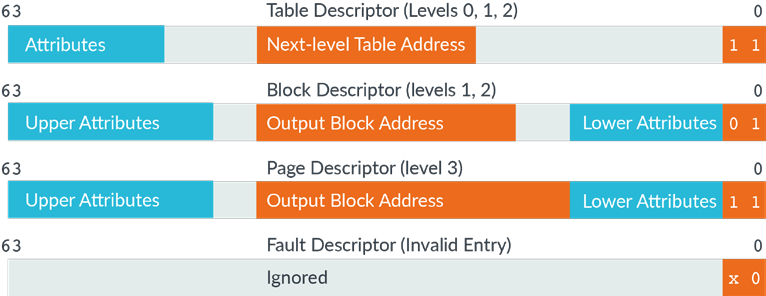 63 Table Descriptor (Levels 0, 1, 2) 0
Attributes Next-level Table Address 1 1
63 Block Descriptor (levels 1, 2) 0
Upper Attributes Output Block Address Lower Attributes 0 1
63 Page Descriptor (level 3) 0
Upper Attributes Output Block Address Lower Attributes 1 1
63 Fault Descriptor (Invalid Entry) 0
Ignored x 0